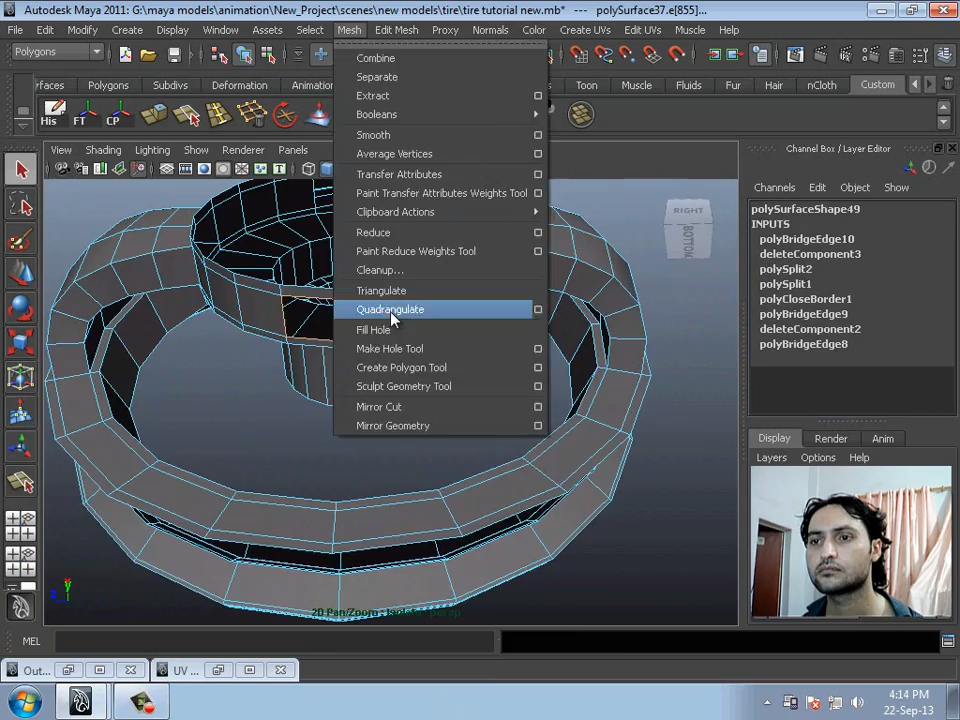 Autodesk Maya 2011: G:\maya models\animation\New_Project\scenes\new models\tire\tire tutorial new.mb*   ---   polySurface37.e[855]...
File Edit Modify Create Display Window Assets Select Mesh Edit Mesh Proxy Normals Color Create UVs Edit UVs Muscle Help
Polygons
rfaces Polygons Subdivs Deformation Animation Toon Muscle Fluids Fur Hair nCloth Custom
His FT CP
View Shading Lighting Show Renderer Panels
Combine
Separate
Extract
Booleans
Smooth
Average Vertices
Transfer Attributes
Paint Transfer Attributes Weights Tool
Clipboard Actions
Reduce
Paint Reduce Weights Tool
Cleanup...
Triangulate
Quadrangulate
Fill Hole
Make Hole Tool
Create Polygon Tool
Sculpt Geometry Tool
Mirror Cut
Mirror Geometry
RIGHT
BOTTOM
Channel Box / Layer Editor
Channels Edit Object Show
polySurfaceShape49
INPUTS
polyBridgeEdge10
deleteComponent3
polySplit2
polySplit1
polyCloseBorder1
polyBridgeEdge9
deleteComponent2
polyBridgeEdge8
Display Render Anim
Layers Options Help
y
z
2D Pan/Zoom
persp
MEL
Out... UV ...
4:14 PM
22-Sep-13